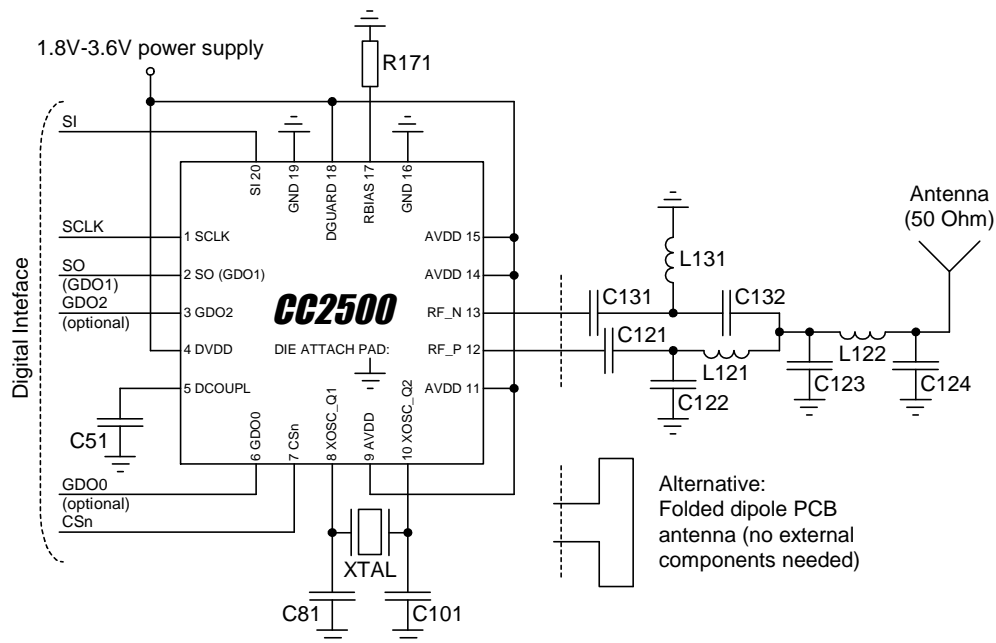 1.8V-3.6V power supply
R171
SI
SI 20
GND 19
DGUARD 18
RBIAS 17
GND 16
Antenna
(50 Ohm)
Digital Inteface
SCLK
1 SCLK
AVDD 15
L131
SO
(GDO1)
2 SO (GDO1)
AVDD 14
GDO2
(optional)
3 GDO2
CC2500
RF_N 13
C131
C132
C121
4 DVDD
DIE ATTACH PAD:
RF_P 12
L121
L122
C123
C124
5 DCOUPL
AVDD 11
C122
C51
6 GDO0
7 CSn
8 XOSC_Q1
9 AVDD
10 XOSC_Q2
GDO0
(optional)
CSn
XTAL
C81
C101
Alternative:
Folded dipole PCB
antenna (no external
components needed)